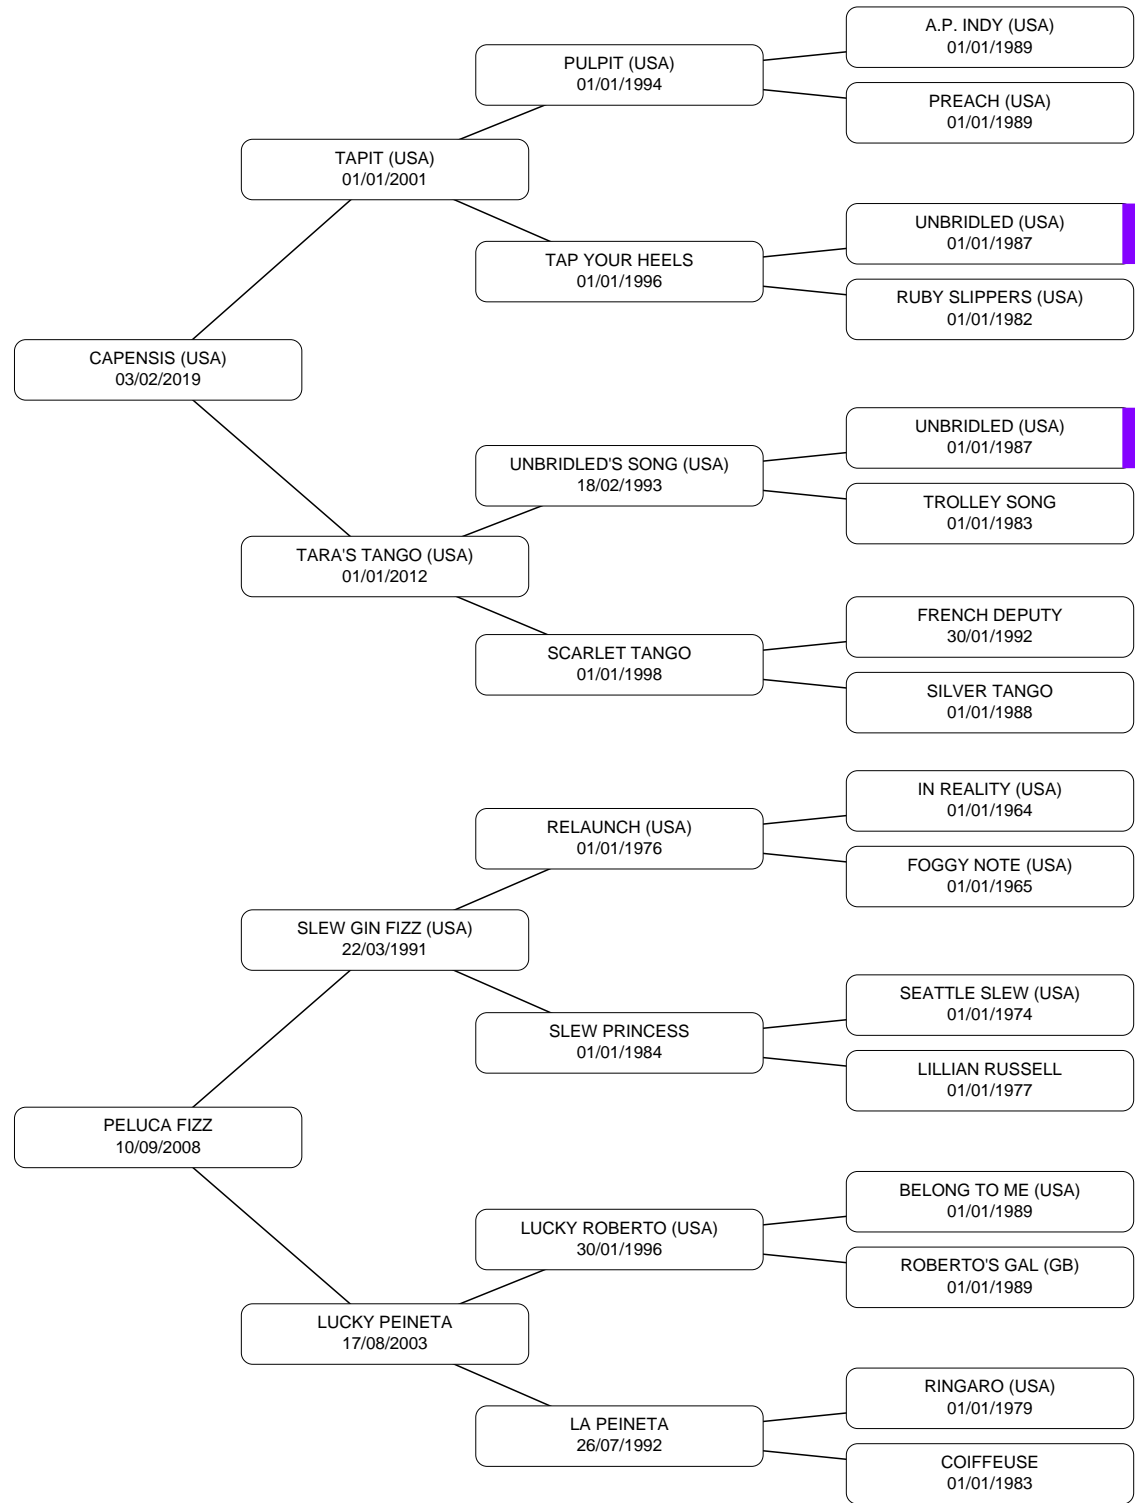 A.P. INDY (USA)
01/01/1989
PULPIT (USA)
01/01/1994
PREACH (USA)
01/01/1989
TAPIT (USA)
01/01/2001
UNBRIDLED (USA)
01/01/1987
TAP YOUR HEELS
01/01/1996
RUBY SLIPPERS (USA)
01/01/1982
CAPENSIS (USA)
03/02/2019
UNBRIDLED (USA)
01/01/1987
UNBRIDLED'S SONG (USA)
18/02/1993
TROLLEY SONG
01/01/1983
TARA'S TANGO (USA)
01/01/2012
FRENCH DEPUTY
30/01/1992
SCARLET TANGO
01/01/1998
SILVER TANGO
01/01/1988
IN REALITY (USA)
01/01/1964
RELAUNCH (USA)
01/01/1976
FOGGY NOTE (USA)
01/01/1965
SLEW GIN FIZZ (USA)
22/03/1991
SEATTLE SLEW (USA)
01/01/1974
SLEW PRINCESS
01/01/1984
LILLIAN RUSSELL
01/01/1977
PELUCA FIZZ
10/09/2008
BELONG TO ME (USA)
01/01/1989
LUCKY ROBERTO (USA)
30/01/1996
ROBERTO'S GAL (GB)
01/01/1989
LUCKY PEINETA
17/08/2003
RINGARO (USA)
01/01/1979
LA PEINETA
26/07/1992
COIFFEUSE
01/01/1983